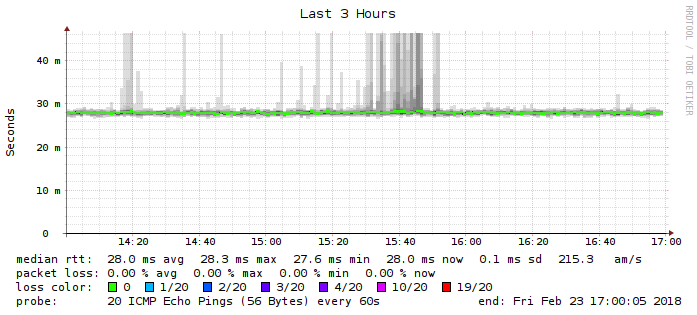 Last 3 Hours
RRDTOOL / TOBI OETIKER
Seconds
40 m
30 m
20 m
10 m
0
14:20 14:40 15:00 15:20 15:40 16:00 16:20 16:40 17:00
median rtt: 28.0 ms avg 28.3 ms max 27.6 ms min 28.0 ms now 0.1 ms sd 215.3 am/s
packet loss: 0.00 % avg 0.00 % max 0.00 % min 0.00 % now
loss color: 0 1/20 2/20 3/20 4/20 10/20 19/20
probe: 20 ICMP Echo Pings (56 Bytes) every 60s end: Fri Feb 23 17:00:05 2018